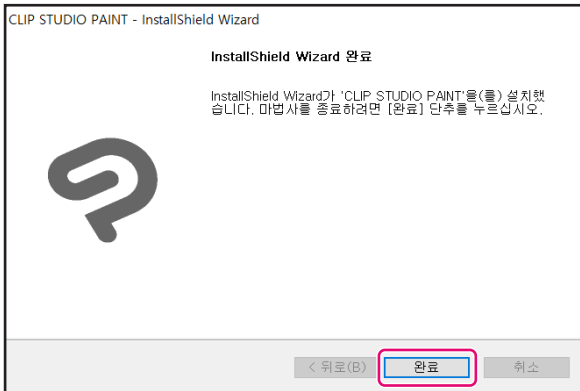 CLIP STUDIO PAINT - InstallShield Wizard
InstallShield Wizard 완료
InstallShield Wizard가 'CLIP STUDIO PAINT'을(를) 설치했
습니다. 마법사를 종료하려면 [완료] 단추를 누르십시오.
< 뒤로(B) 완료 취소